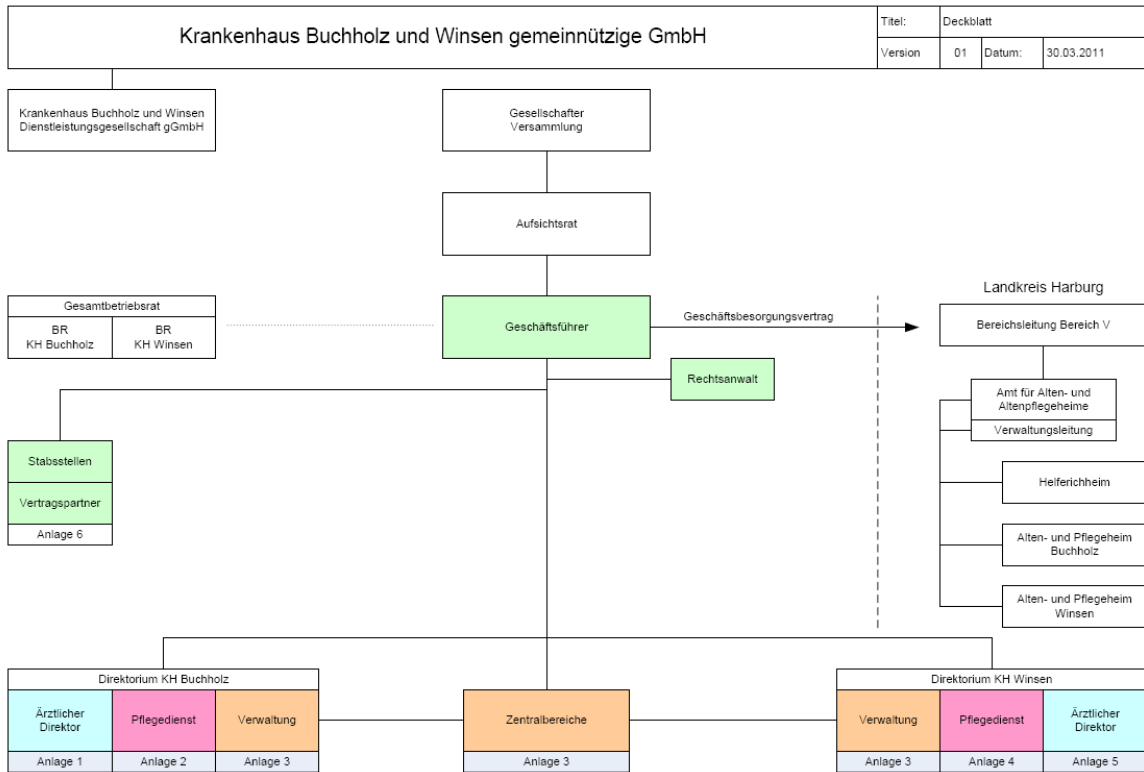 Krankenhaus Buchholz und Winsen gemeinnützige GmbH
Titel: Deckblatt
Version 01 Datum: 30.03.2011
Krankenhaus Buchholz und Winsen
Dienstleistungsgesellschaft gGmbH
Gesellschafter
Versammlung
Aufsichtsrat
Gesamtbetriebsrat
BR
KH Buchholz
BR
KH Winsen
Geschäftsführer
Geschäftsbesorgungsvertrag
Landkreis Harburg
Bereichsleitung Bereich V
Rechtsanwalt
Amt für Alten- und
Altenpflegeheime
Verwaltungsleitung
Stabsstellen
Vertragspartner
Anlage 6
Helferichheim
Alten- und Pflegeheim
Buchholz
Alten- und Pflegeheim
Winsen
Direktorium KH Buchholz
Ärztlicher
Direktor
Pflegedienst
Verwaltung
Anlage 1
Anlage 2
Anlage 3
Zentralbereiche
Anlage 3
Direktorium KH Winsen
Verwaltung
Pflegedienst
Ärztlicher
Direktor
Anlage 3
Anlage 4
Anlage 5